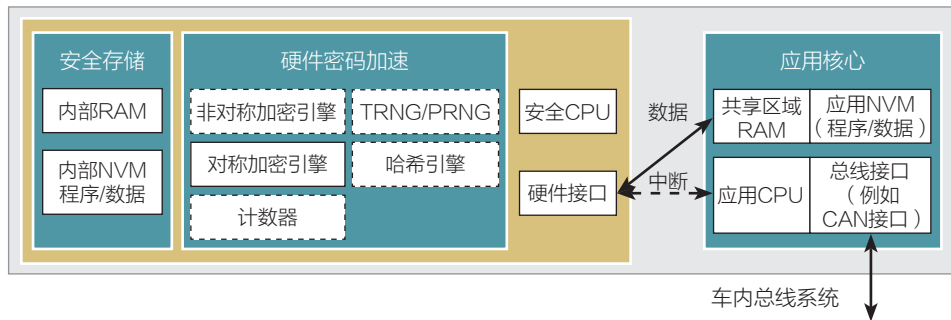 安全存储
内部RAM
内部NVM
程序/数据
硬件密码加速
非对称加密引擎
TRNG/PRNG
对称加密引擎
哈希引擎
计数器
安全CPU
硬件接口
数据
中断
应用核心
共享区域
RAM
应用NVM
（程序/数据）
应用CPU
总线接口
（例如
CAN接口）
车内总线系统